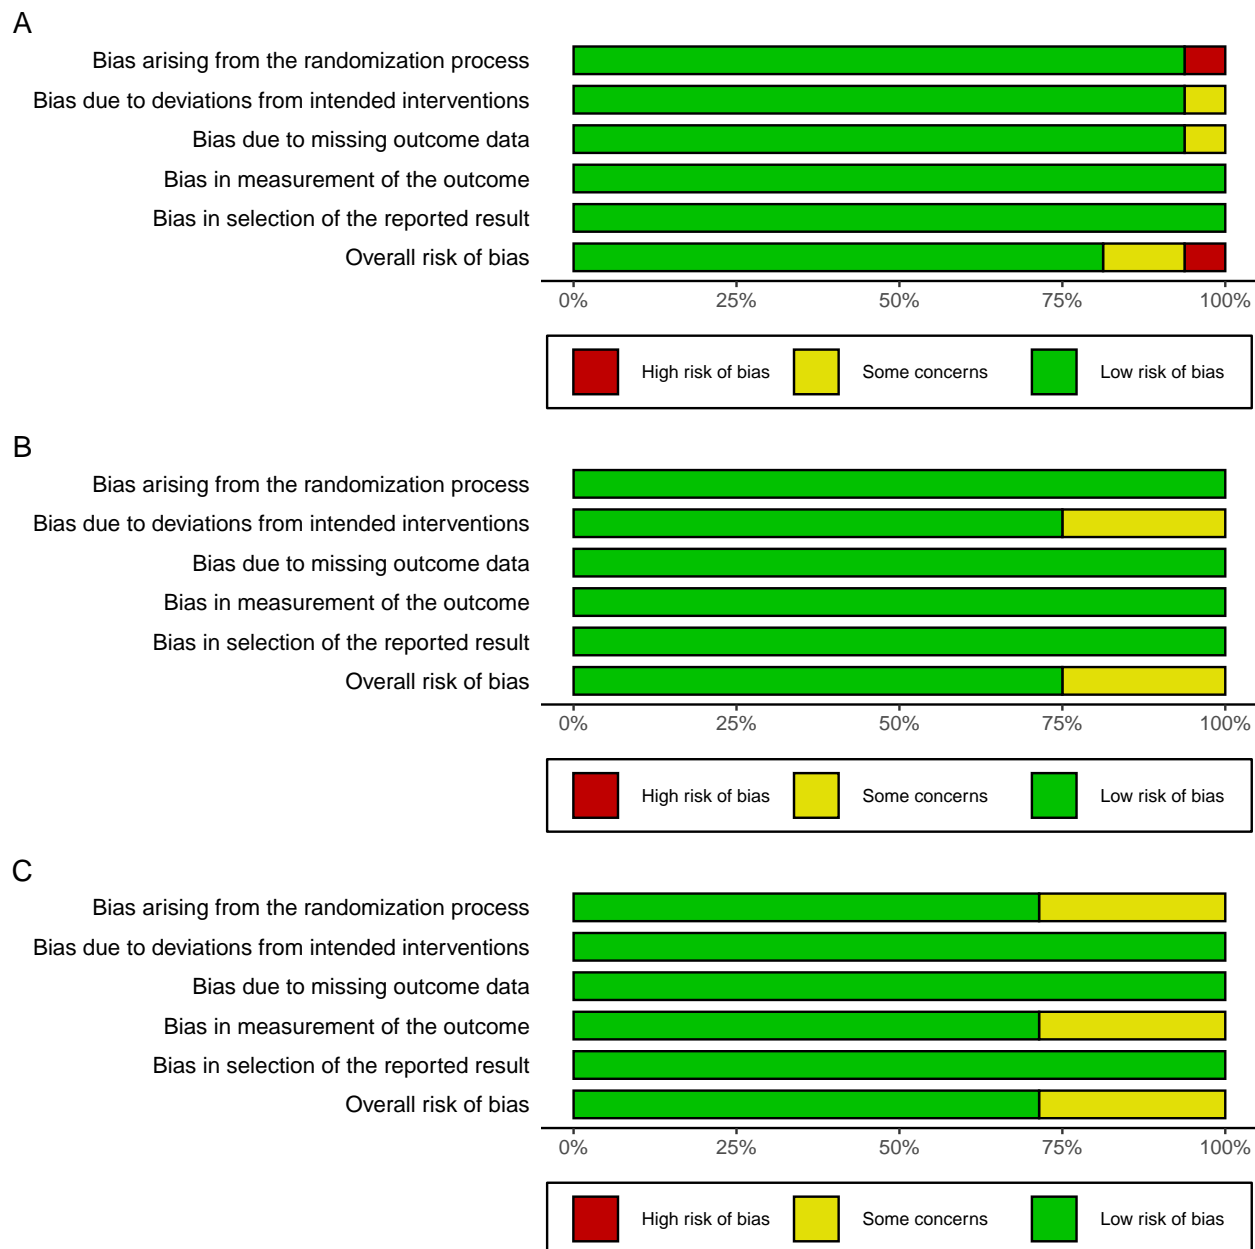 A
Bias arising from the randomization process
Bias due to deviations from intended interventions
Bias due to missing outcome data
Bias in measurement of the outcome
Bias in selection of the reported result
Overall risk of bias
0% 25% 50% 75% 100%
High risk of bias Some concerns Low risk of bias
B
Bias arising from the randomization process
Bias due to deviations from intended interventions
Bias due to missing outcome data
Bias in measurement of the outcome
Bias in selection of the reported result
Overall risk of bias
0% 25% 50% 75% 100%
High risk of bias Some concerns Low risk of bias
C
Bias arising from the randomization process
Bias due to deviations from intended interventions
Bias due to missing outcome data
Bias in measurement of the outcome
Bias in selection of the reported result
Overall risk of bias
0% 25% 50% 75% 100%
High risk of bias Some concerns Low risk of bias